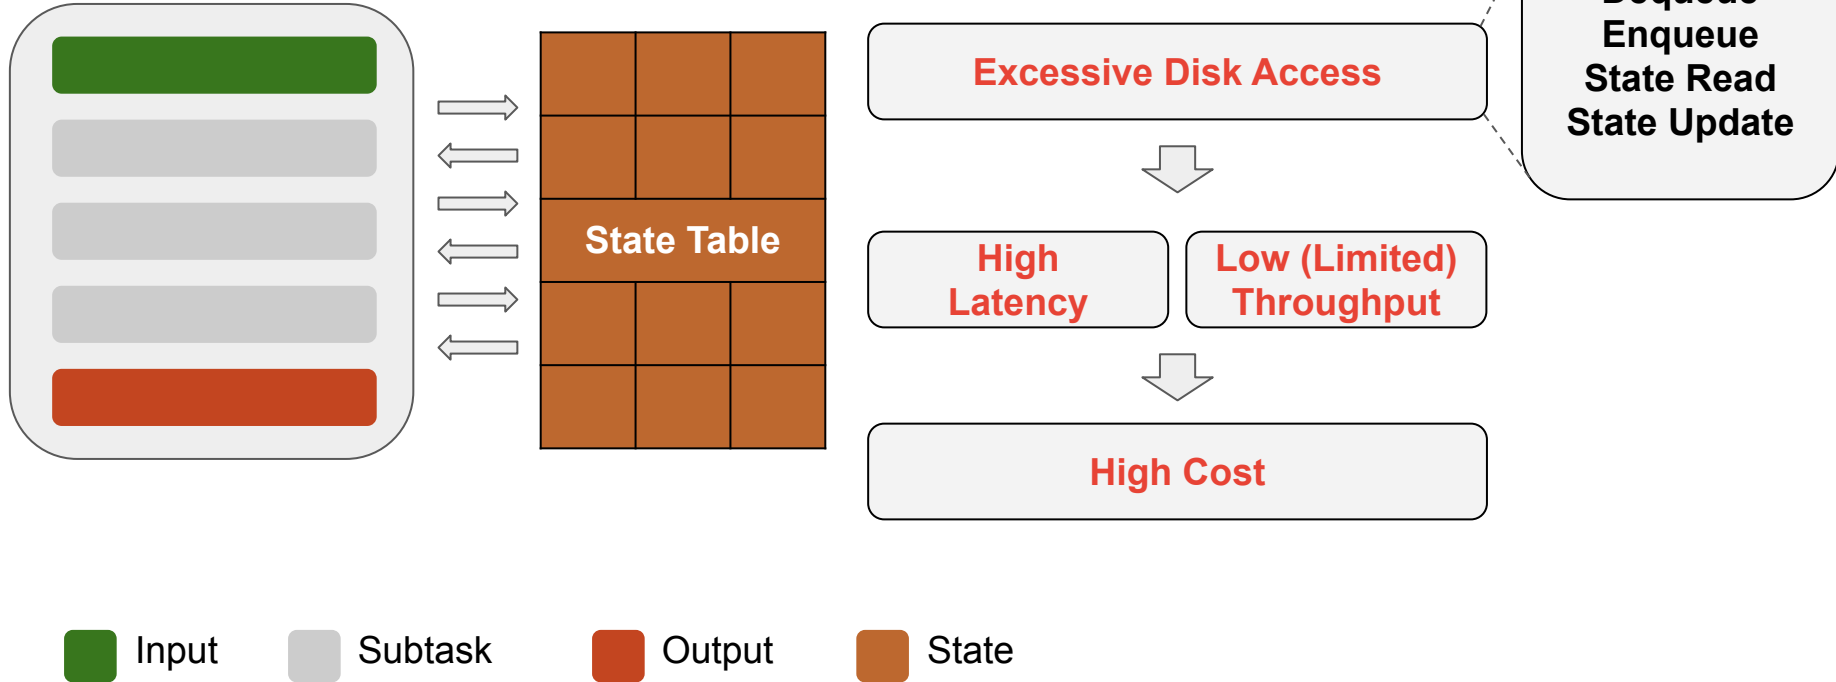 Enqueue
State Read
State Update
Excessive Disk Access
State Table
High
Latency
Low (Limited)
Throughput
High Cost
Input
Subtask
Output
State